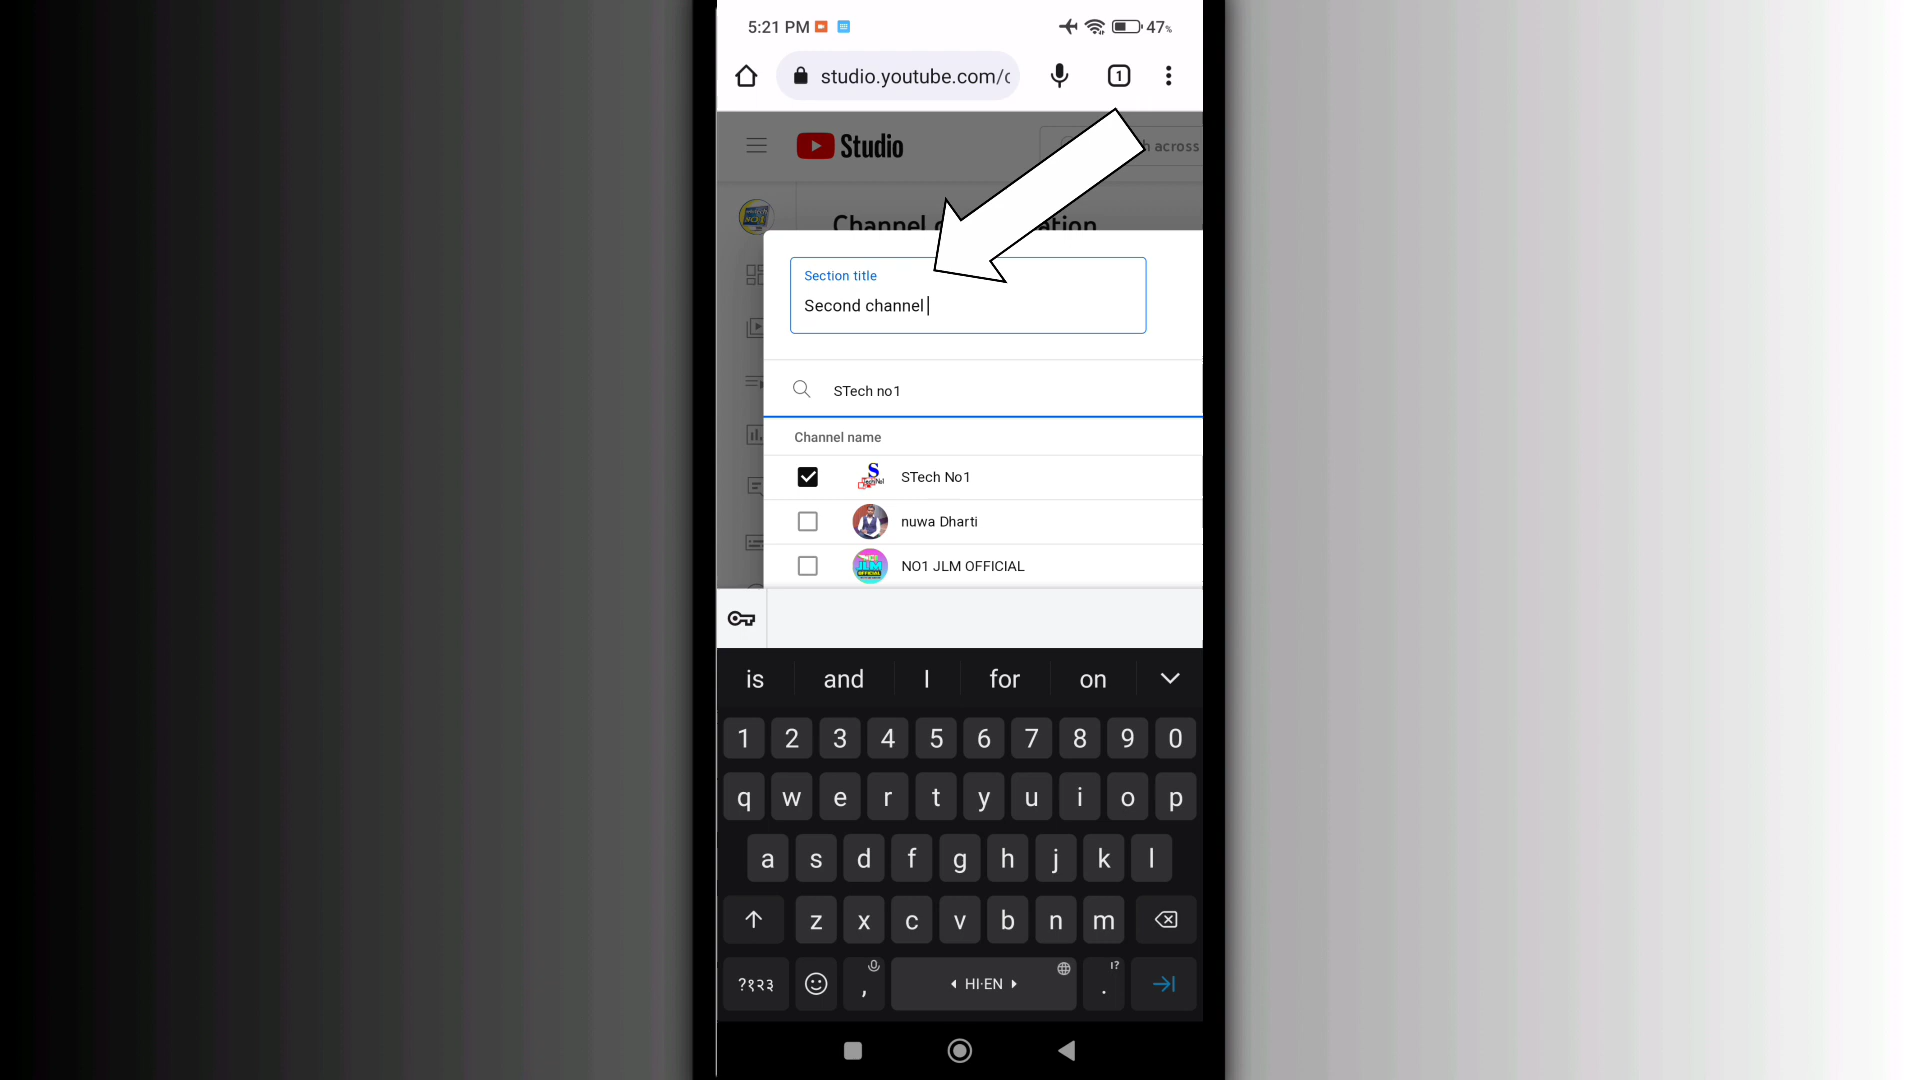 5:21 PM 47%
studio.youtube.com/c
1
Studio
h across
Channel
ation
Section title
Second channel
STech no1
Channel name
STech No1
nuwa Dharti
NO1 JLM OFFICIAL
is and I for on
1 2 3 4 5 6 7 8 9 0
q w e r t y u i o p
a s d f g h j k l
z x c v b n m
?१२३ , HI·EN . !?